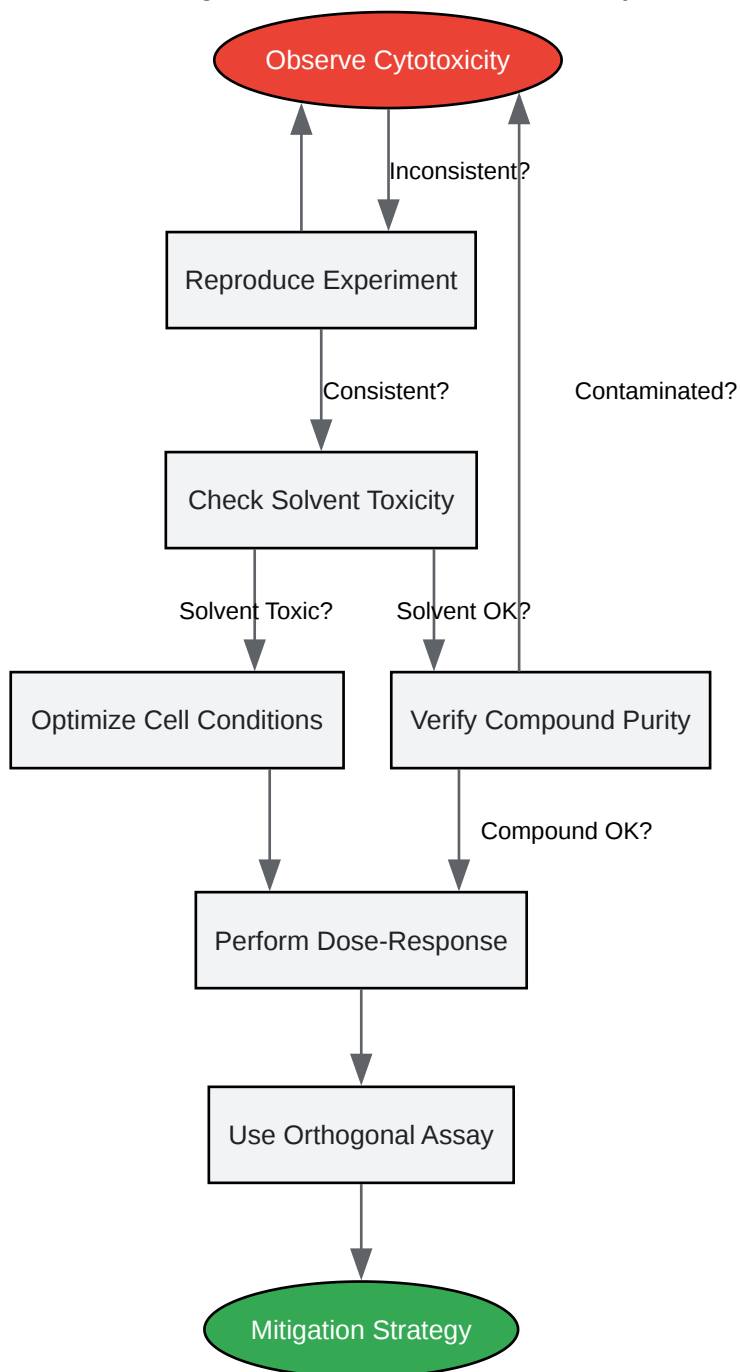 Observe Cytotoxicity
Inconsistent?
Reproduce Experiment
Consistent?
Contaminated?
Check Solvent Toxicity
Solvent Toxic?
Solvent OK?
Optimize Cell Conditions
Verify Compound Purity
Compound OK?
Perform Dose-Response
Use Orthogonal Assay
Mitigation Strategy